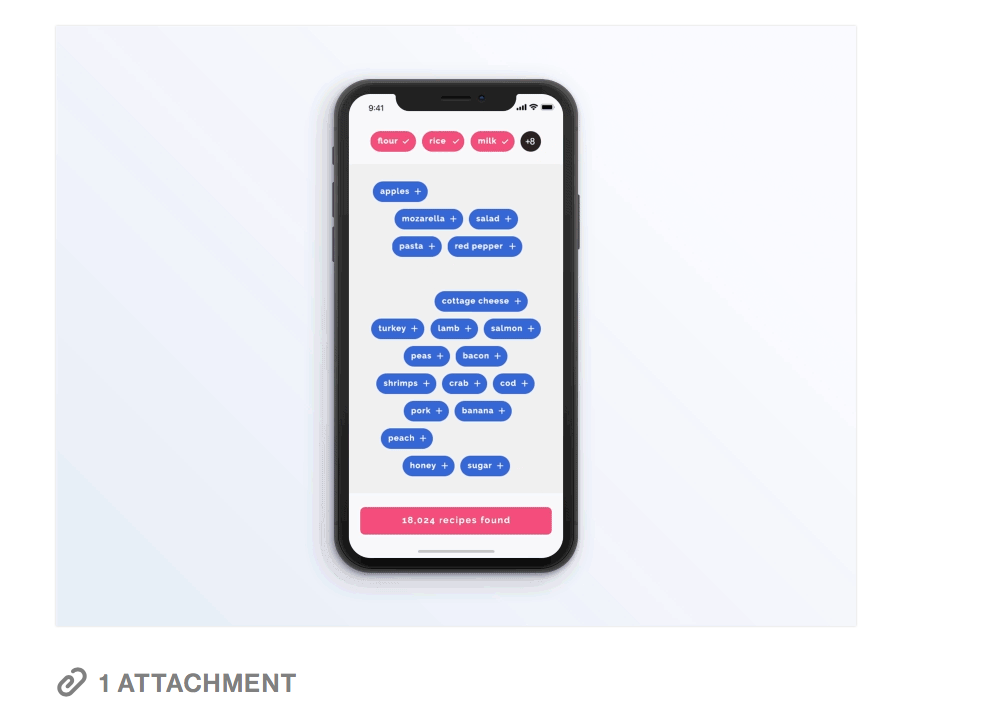 9:41
flour rice milk +8
apples +
mozarella + salad +
pasta + red pepper +
cottage cheese +
turkey + lamb + salmon +
peas + bacon +
shrimps + crab + cod +
pork + banana +
peach +
honey + sugar +
18,024 recipes found
1 ATTACHMENT